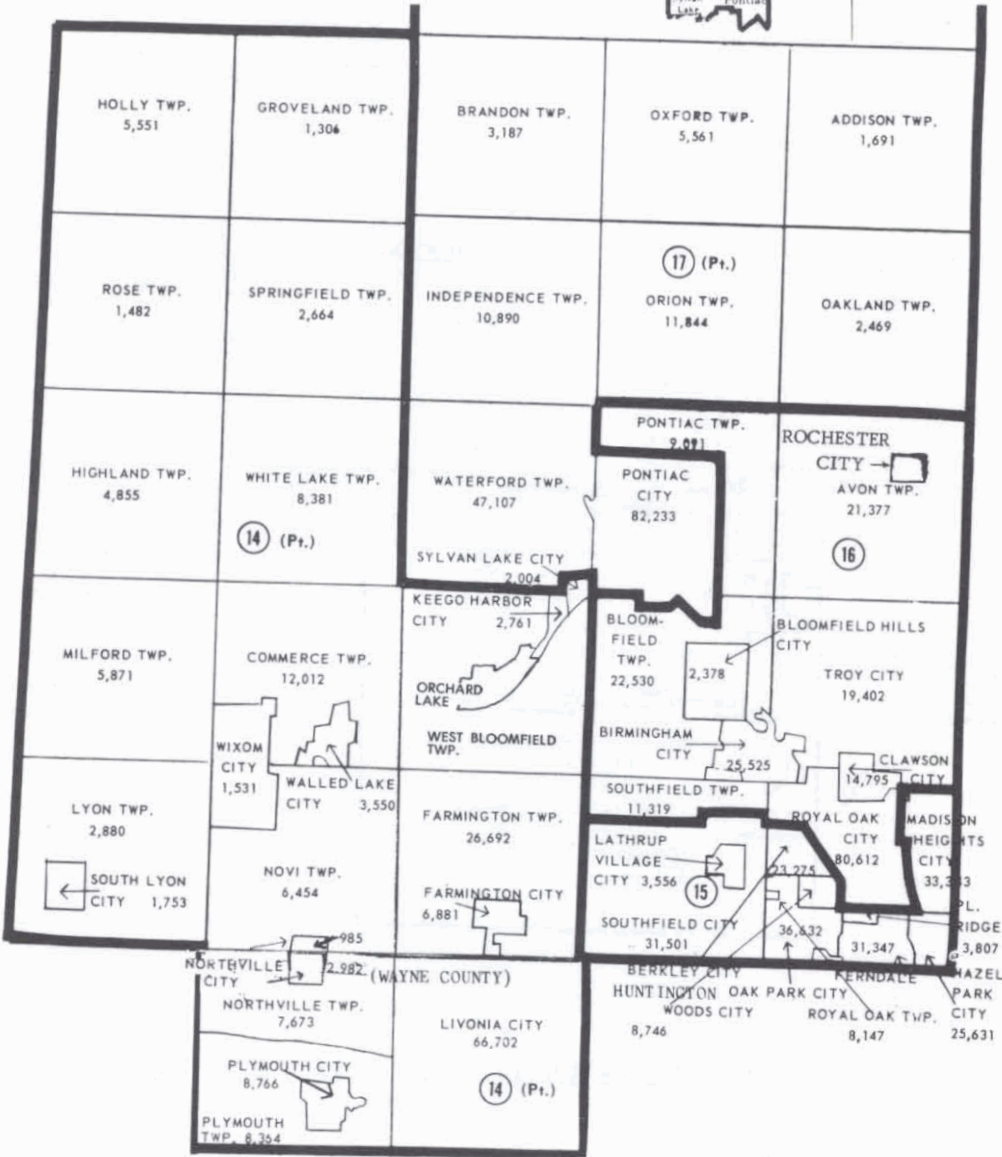 Lake
Pontiac
HOLLY TWP.
5,551
GROVELAND TWP.
1,306
BRANDON TWP.
3,187
OXFORD TWP.
5,561
ADDISON TWP.
1,691
ROSE TWP.
1,482
SPRINGFIELD TWP.
2,664
INDEPENDENCE TWP.
10,890
17 (Pt.)
ORION TWP.
11,844
OAKLAND TWP.
2,469
HIGHLAND TWP.
4,855
WHITE LAKE TWP.
8,381
14 (Pt.)
WATERFORD TWP.
47,107
PONTIAC TWP.
9,091
PONTIAC
CITY
82,233
ROCHESTER
CITY
AVON TWP.
21,377
16
SYLVAN LAKE CITY
2,004
KEEGO HARBOR
CITY 2,761
MILFORD TWP.
5,871
COMMERCE TWP.
12,012
ORCHARD
LAKE
WEST BLOOMFIELD
TWP.
BLOOM-
FIELD
TWP.
22,530
2,378
BLOOMFIELD HILLS
CITY
TROY CITY
19,402
BIRMINGHAM
CITY
25,525
CLAWSON
CITY
14,795
WIXOM
CITY
1,531
WALLED LAKE
CITY 3,550
LYON TWP.
2,880
SOUTH LYON
CITY 1,753
NOVI TWP.
6,454
FARMINGTON TWP.
26,692
FARMINGTON CITY
6,881
SOUTHFIELD TWP.
11,319
LATHRUP
VILLAGE
CITY 3,556
15
SOUTHFIELD CITY
31,501
ROYAL OAK
CITY
80,612
MADISON
HEIGHTS
CITY
33,343
23,275
36,632
31,347
PL.
RIDGE
3,807
NORTHVILLE
CITY
985
2,982
(WAYNE COUNTY)
BERKLEY CITY
HUNTINGTON
WOODS CITY
8,746
OAK PARK CITY
FERNDALE
ROYAL OAK TWP.
8,147
HAZEL
PARK
CITY
25,631
NORTHVILLE TWP.
7,673
LIVONIA CITY
66,702
14 (Pt.)
PLYMOUTH CITY
8,766
PLYMOUTH
TWP. 8,364